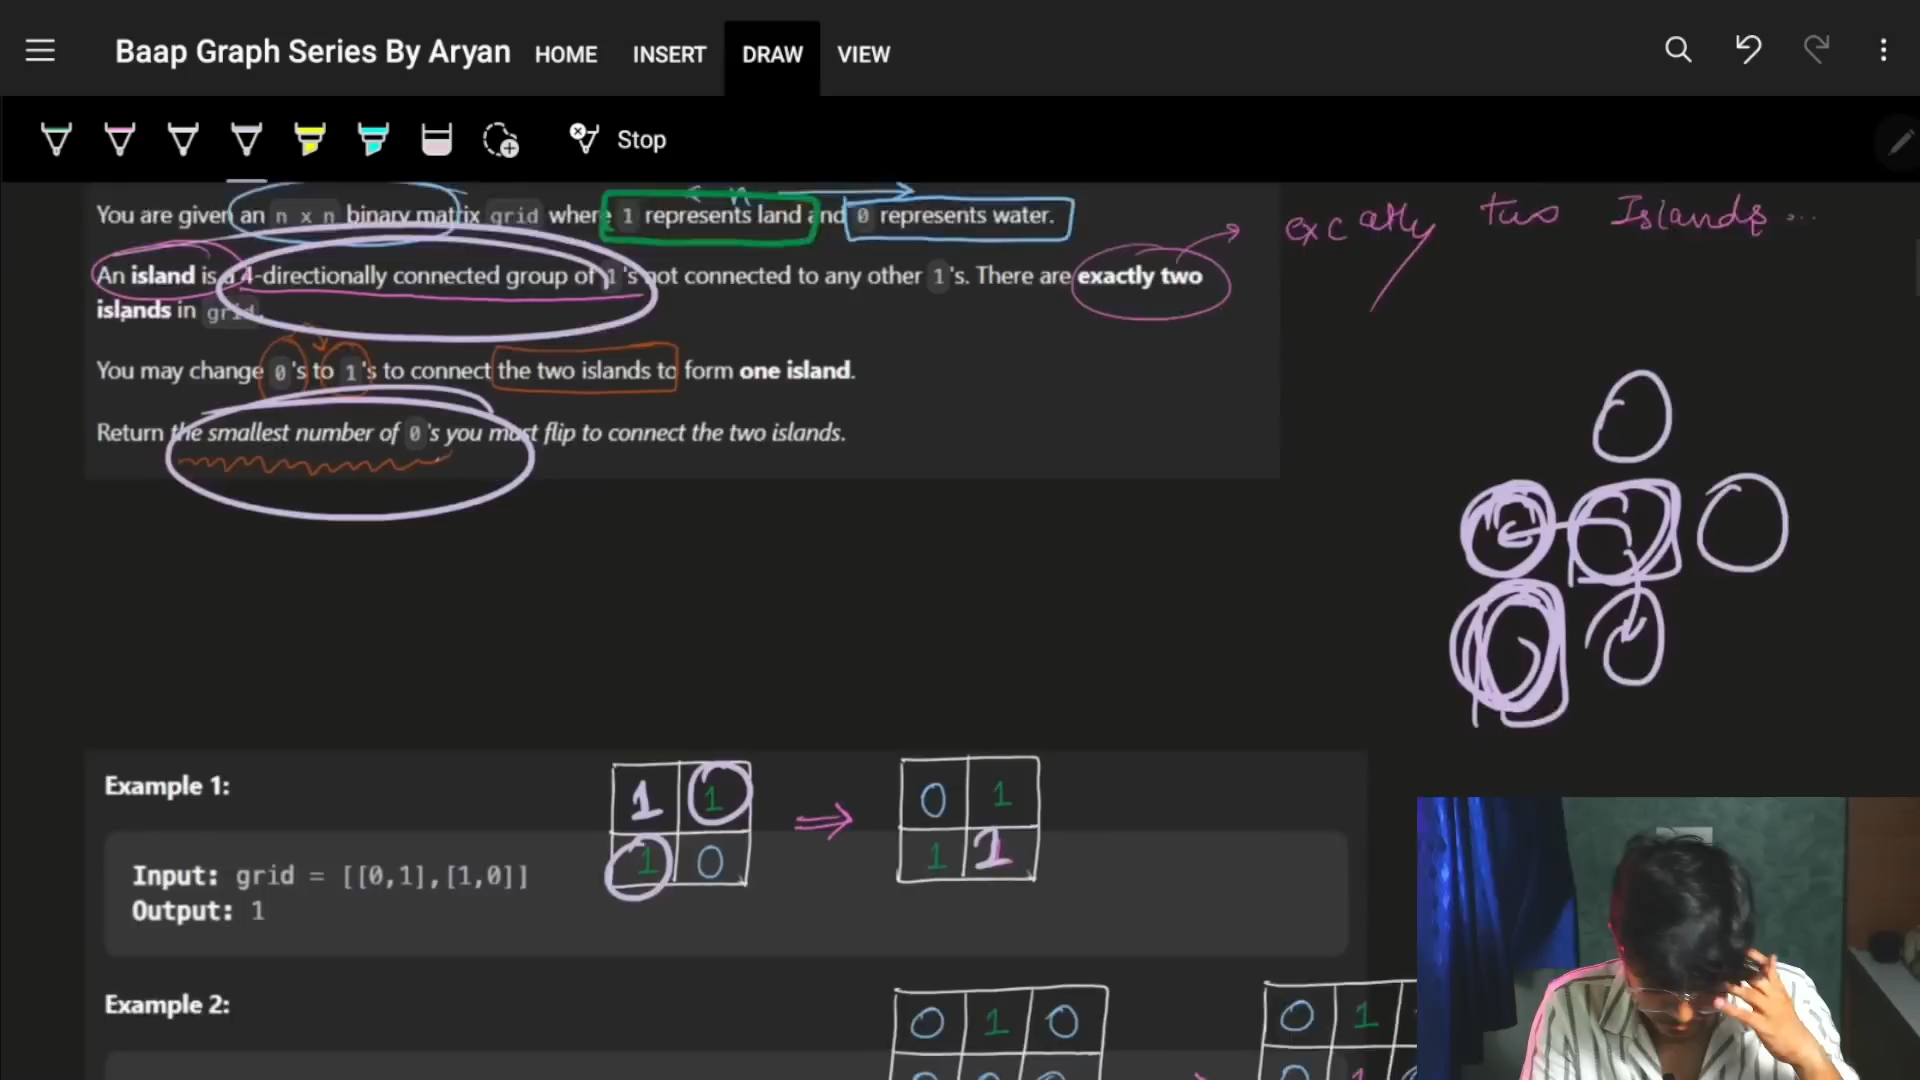 Baap Graph Series By Aryan HOME INSERT DRAW VIEW
Stop
n
You are given an n x n binary matrix grid where 1 represents land and 0 represents water.
excatly two Islands...
An island is a 4-directionally connected group of 1's not connected to any other 1's. There are exactly two
islands in grid.
You may change 0's to 1's to connect the two islands to form one island.
Return the smallest number of 0's you must flip to connect the two islands.
Example 1:
1 1 0 1
1 0 1 1
Input: grid = [[0,1],[1,0]]
Output: 1
Example 2:
0 1 0 0 1